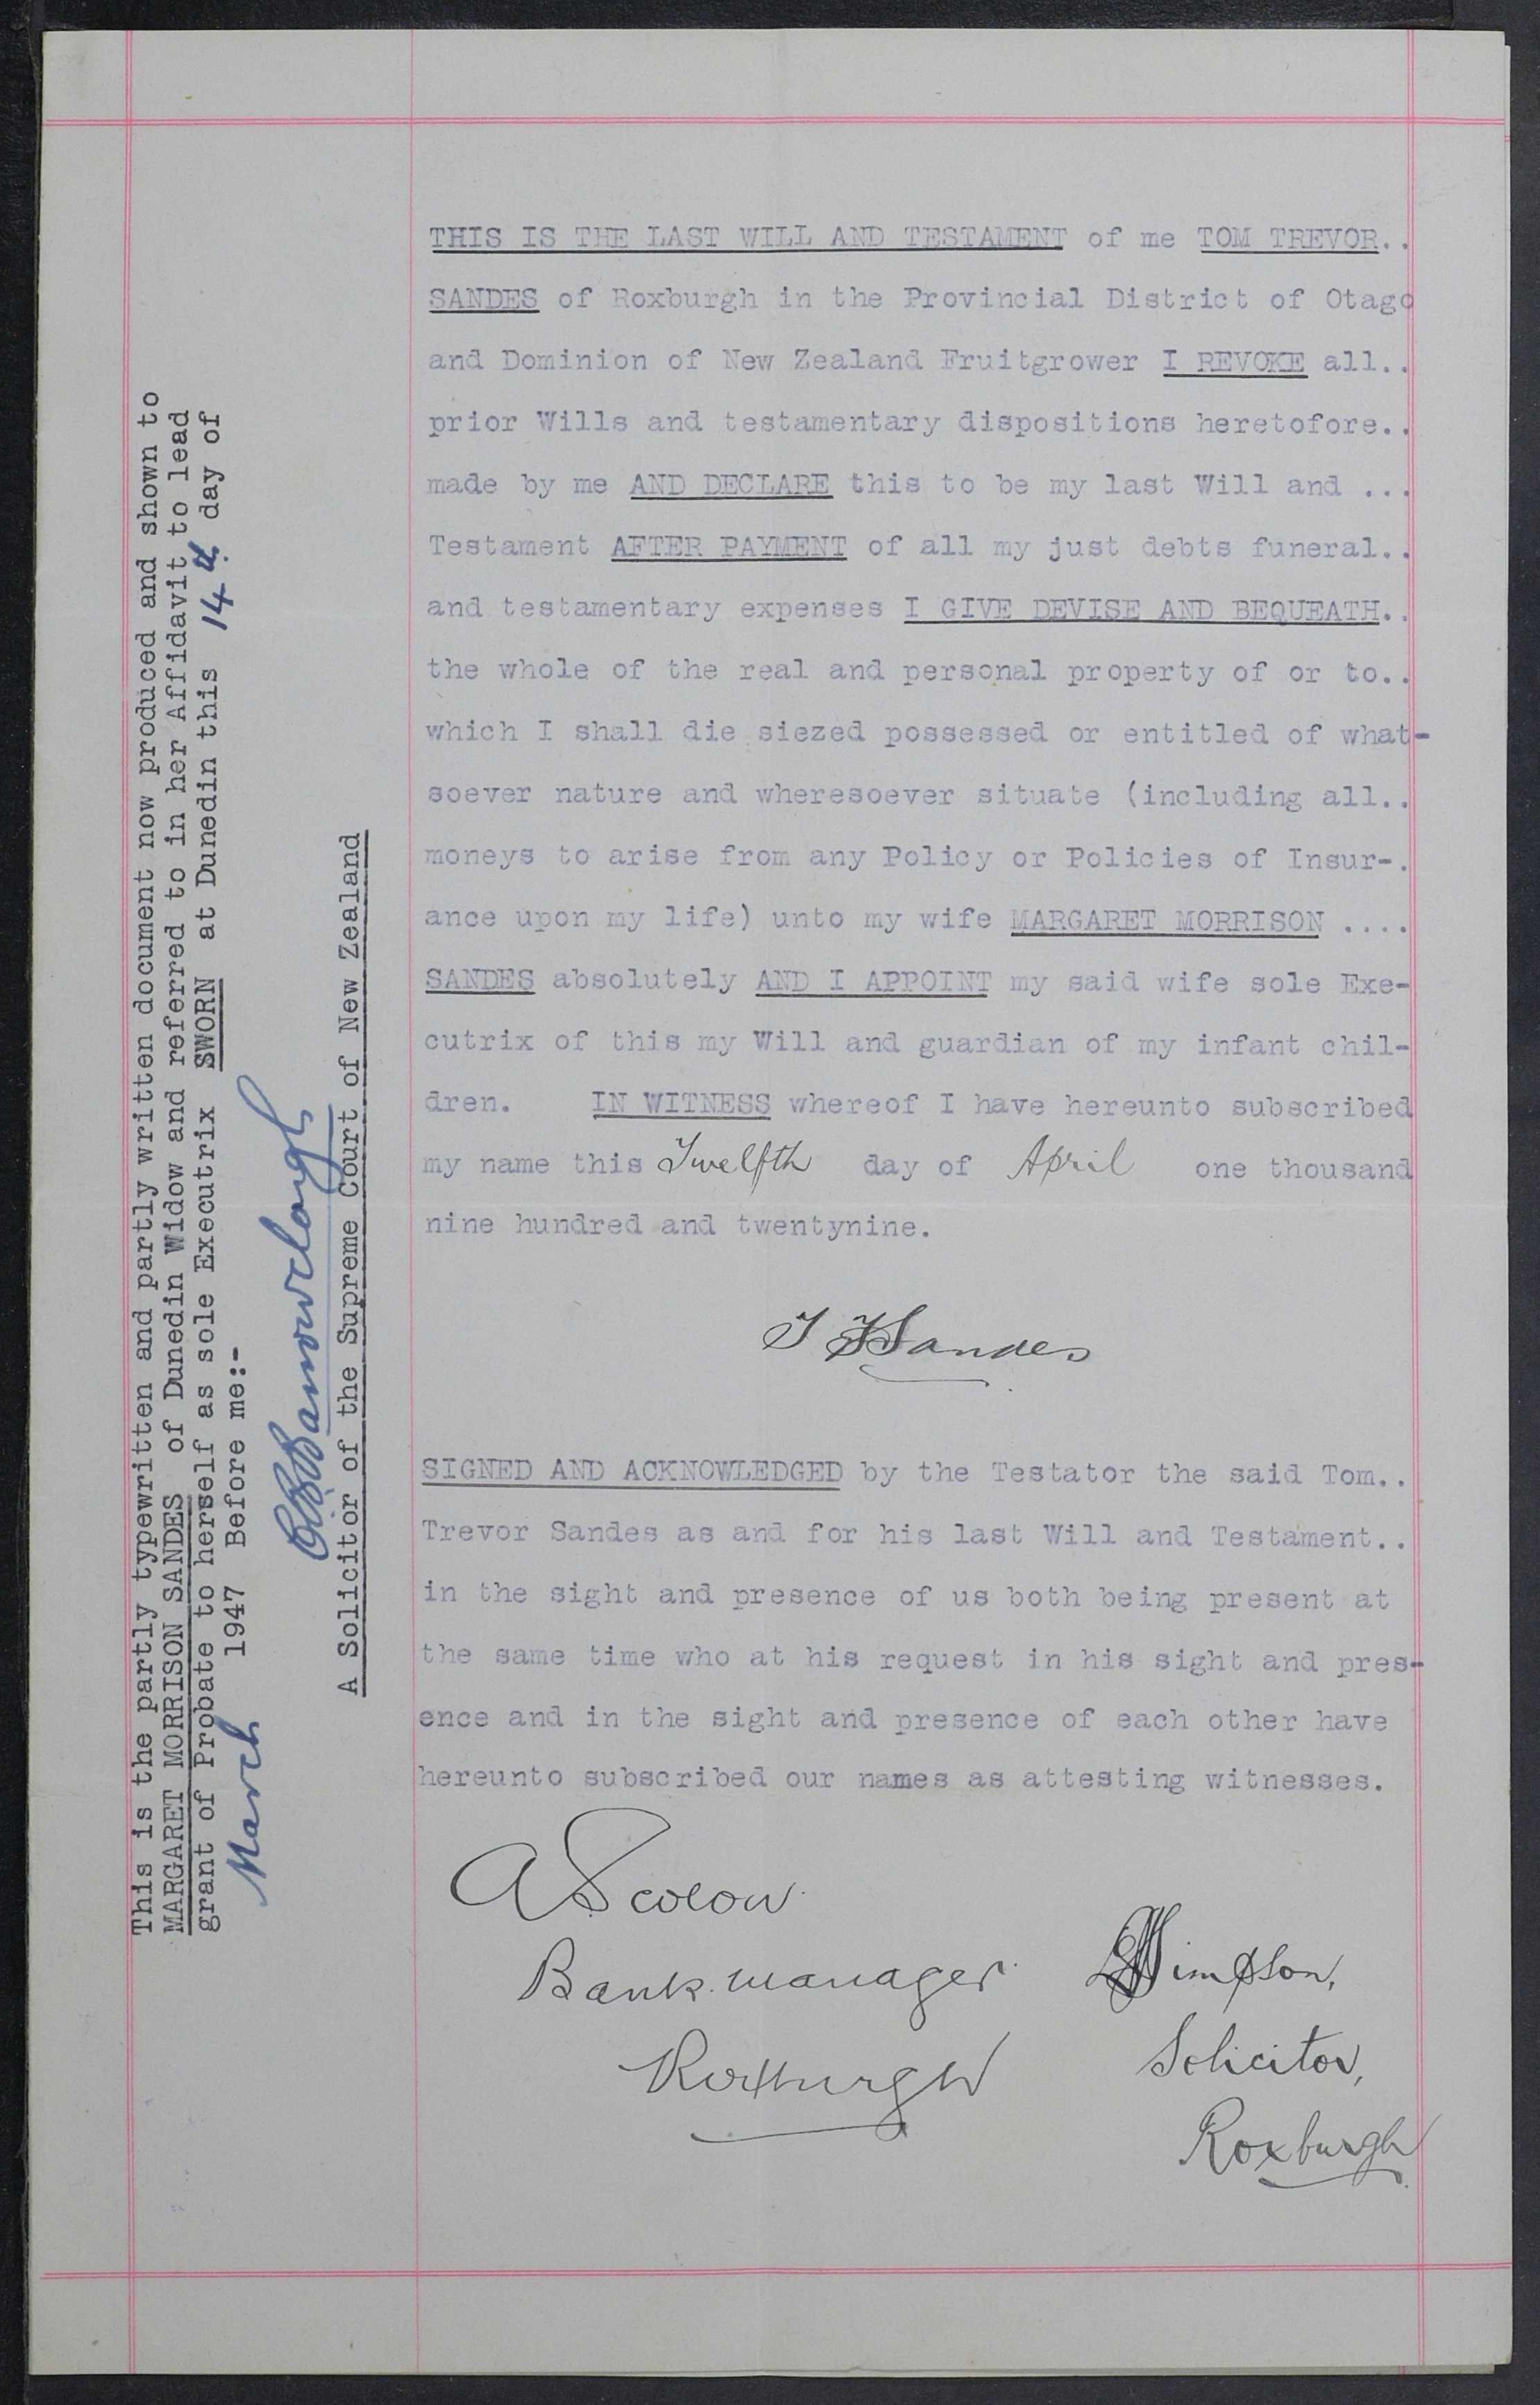 THIS IS THE LAST WILL AND TESTAMENT of me TOM TREVOR..
SANDES of Roxburgh in the Provincial District of Otago
and Dominion of New Zealand Fruitgrower I REVOKE all..
prior Wills and testamentary dispositions heretofore..
made by me AND DECLARE this to be my last Will and ...
Testament AFTER PAYMENT of all my just debts funeral..
and testamentary expenses I GIVE DEVISE AND BEQUEATH..
the whole of the real and personal property of or to..
which I shall die siezed possessed or entitled of what-
soever nature and wheresoever situate (including all..
moneys to arise from any Policy or Policies of Insur-.
ance upon my life) unto my wife MARGARET MORRISON ....
SANDES absolutely AND I APPOINT my said wife sole Exe-
cutrix of this my Will and guardian of my infant chil-
dren. IN WITNESS whereof I have hereunto subscribed
my name this Twelfth day of April one thousand
nine hundred and twentynine.
T T Sandes
SIGNED AND ACKNOWLEDGED by the Testator the said Tom..
Trevor Sandes as and for his last Will and Testament..
in the sight and presence of us both being present at
the same time who at his request in his sight and pres-
ence and in the sight and presence of each other have
hereunto subscribed our names as attesting witnesses.
Bank manager
Roxburgh
Simpson,
Solicitor,
Roxburgh
This is the partly typewritten and partly written document now produced and shown to
MARGARET MORRISON SANDES of Dunedin Widow and referred to in her Affidavit to lead
grant of Probate to herself as sole Executrix SWORN at Dunedin this 14th day of
March 1947 Before me:-
A Solicitor of the Supreme Court of New Zealand